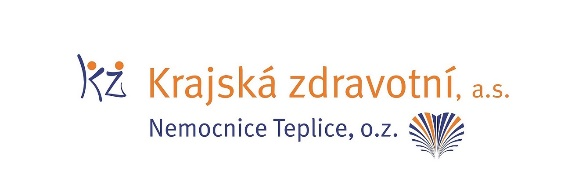 kz Krajská zdravotní, a.s.
Nemocnice Teplice, o.z.